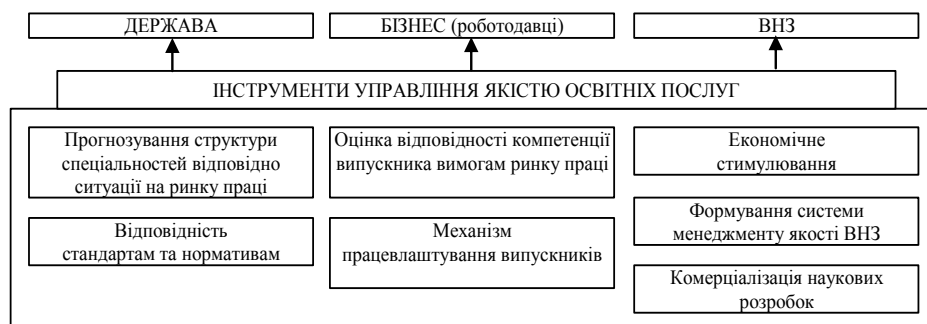 ДЕРЖАВА
БІЗНЕС (роботодавці)
ВНЗ
ІНСТРУМЕНТИ УПРАВЛІННЯ ЯКІСТЮ ОСВІТНІХ ПОСЛУГ
Прогнозування структури
спеціальностей відповідно
ситуації на ринку праці
Відповідність
стандартам та нормативам
Оцінка відповідності компетенції
випускника вимогам ринку праці
Механізм
працевлаштування випускників
Економічне
стимулювання
Формування системи
менеджменту якості ВНЗ
Комерціалізація наукових
розробок